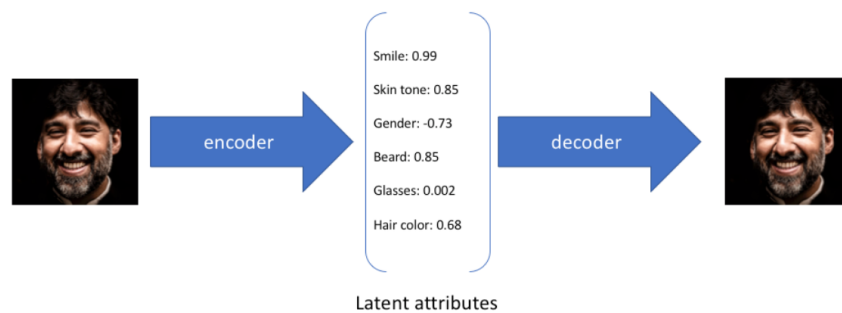 encoder
Smile: 0.99
Skin tone: 0.85
Gender: -0.73
Beard: 0.85
Glasses: 0.002
Hair color: 0.68
decoder
Latent attributes